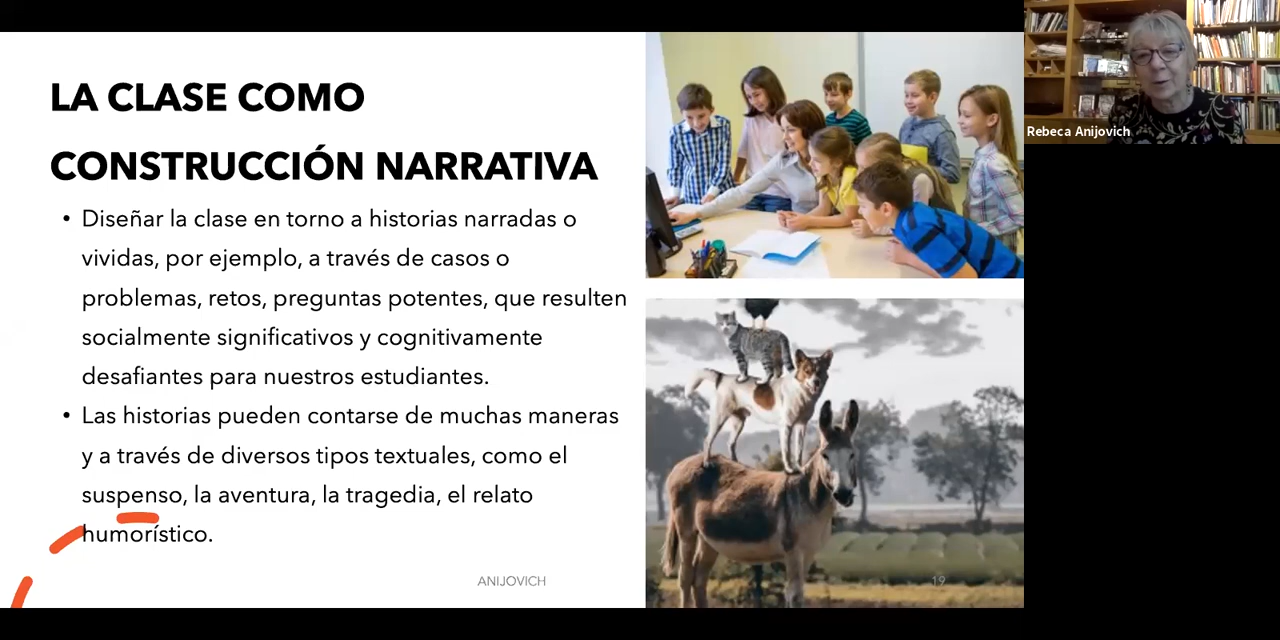 LA CLASE COMO
CONSTRUCCIÓN NARRATIVA
• Diseñar la clase en torno a historias narradas o
vividas, por ejemplo, a través de casos o
problemas, retos, preguntas potentes, que resulten
socialmente significativos y cognitivamente
desafiantes para nuestros estudiantes.
• Las historias pueden contarse de muchas maneras
y a través de diversos tipos textuales, como el
suspenso, la aventura, la tragedia, el relato
humorístico.
ANIJOVICH
19
Rebeca Anijovich